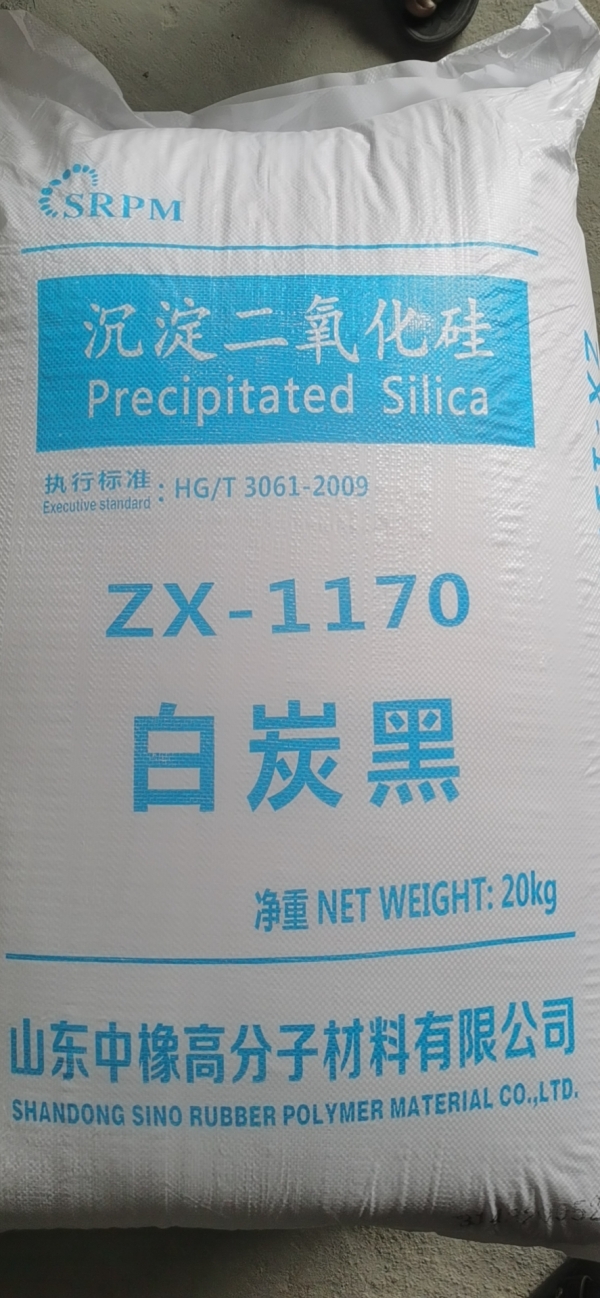 SRPM
沉淀二氧化硅
Precipitated Silica
执行标准：HG/T 3061-2009
Executive standard
ZX-1170
白炭黑
净重 NET WEIGHT: 20kg
山东中橡高分子材料有限公司
SHANDONG SINO RUBBER POLYMER MATERIAL CO.,LTD.